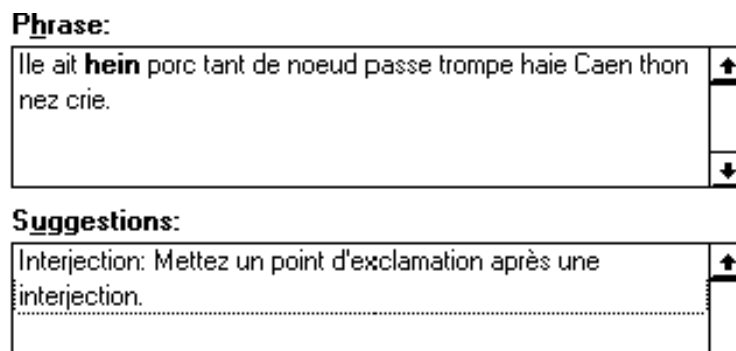 Phrase:
Ile ait hein porc tant de noeud passe trompe haie Caen thon
nez crie.
Suggestions:
Interjection: Mettez un point d'exclamation après une
interjection.